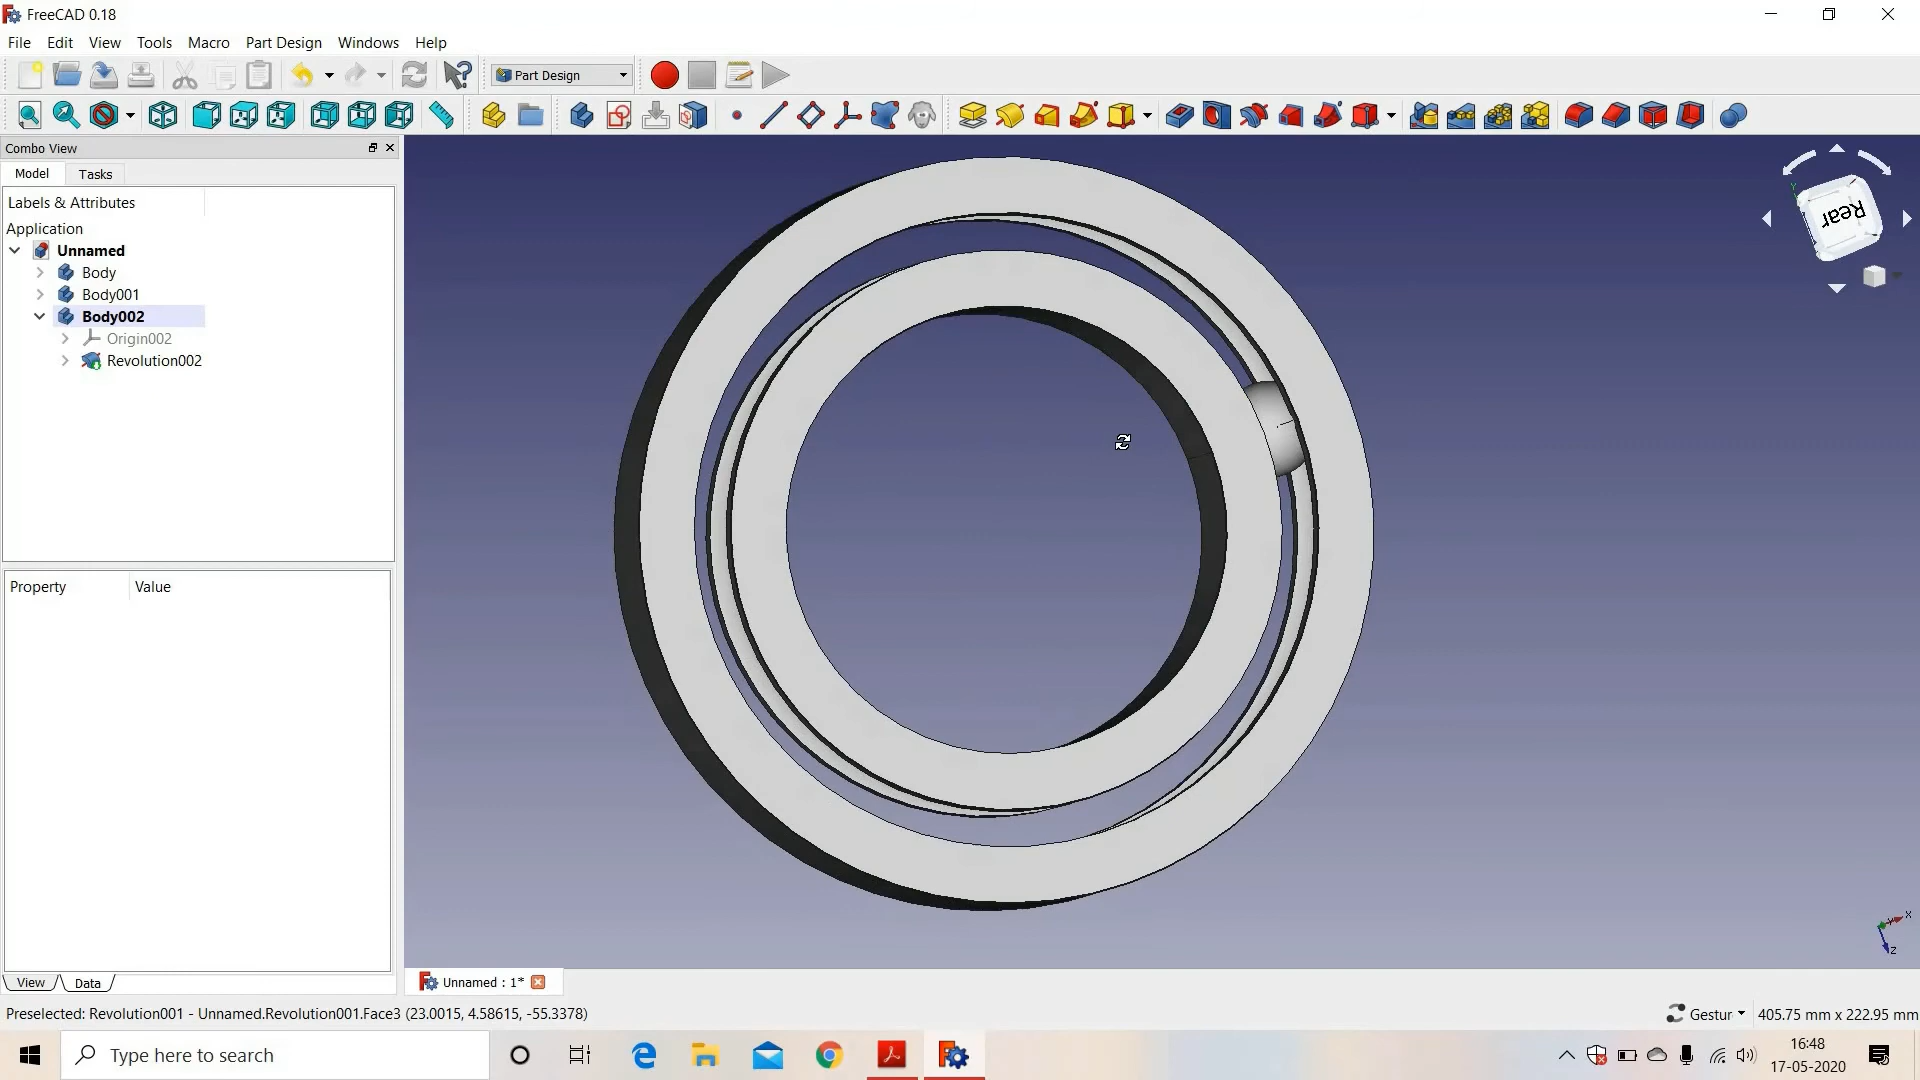 FreeCAD 0.18
File Edit View Tools Macro Part Design Windows Help
Part Design
Combo View
Model Tasks
Labels & Attributes
Application
Unnamed
Body
Body001
Body002
Origin002
Revolution002
Property Value
View Data
Rear
Y
X
Y
Z
Unnamed : 1*
Preselected: Revolution001 - Unnamed.Revolution001.Face3 (23.0015, 4.58615, -55.3378)
Gestur
405.75 mm x 222.95 mm
Type here to search
16:48
17-05-2020